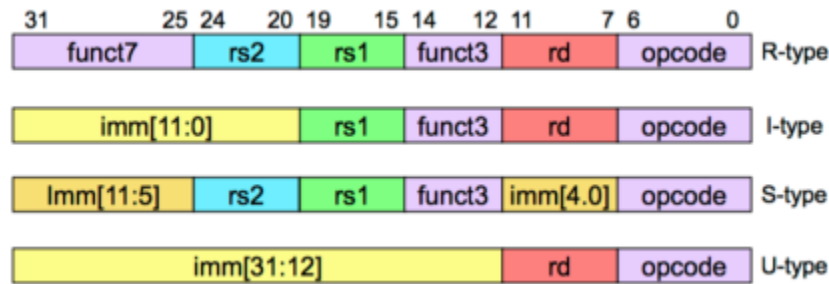 31 25 24 20 19 15 14 12 11 7 6 0
funct7 rs2 rs1 funct3 rd opcode R-type
imm[11:0] rs1 funct3 rd opcode I-type
Imm[11:5] rs2 rs1 funct3 imm[4.0] opcode S-type
imm[31:12] rd opcode U-type